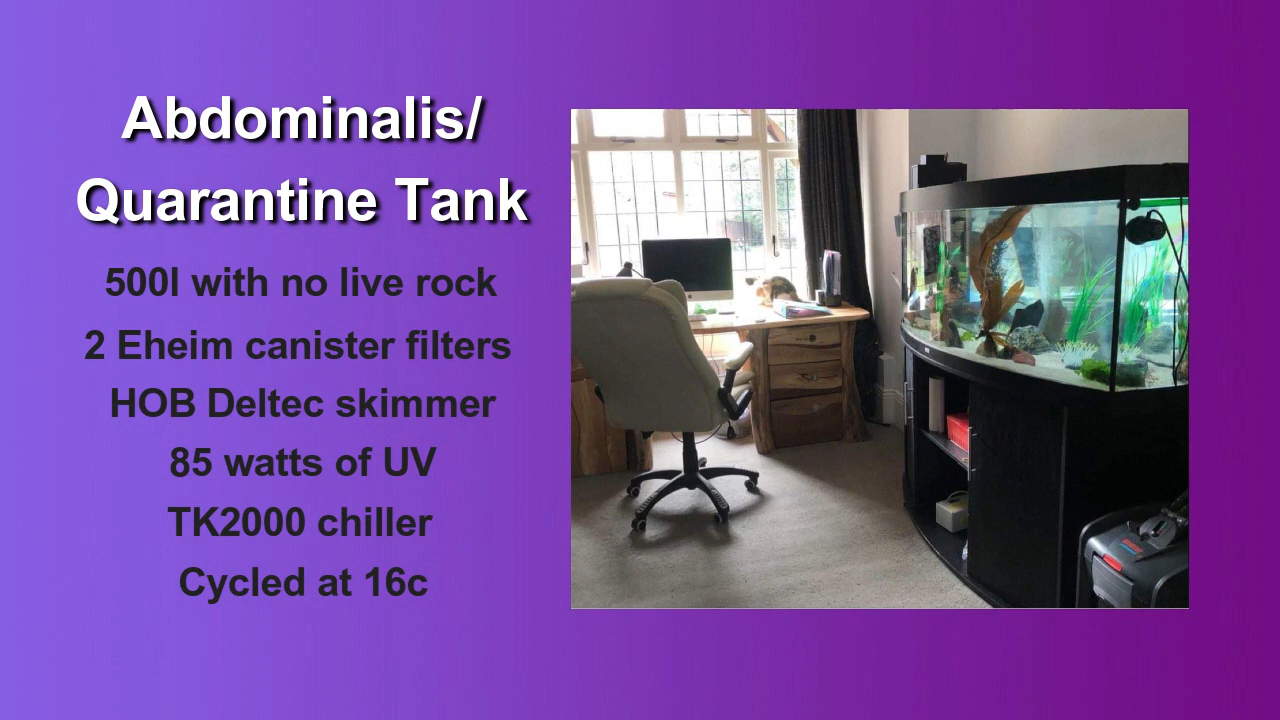 Abdominalis/
Quarantine Tank
500l with no live rock
2 Eheim canister filters
HOB Deltec skimmer
85 watts of UV
TK2000 chiller
Cycled at 16c